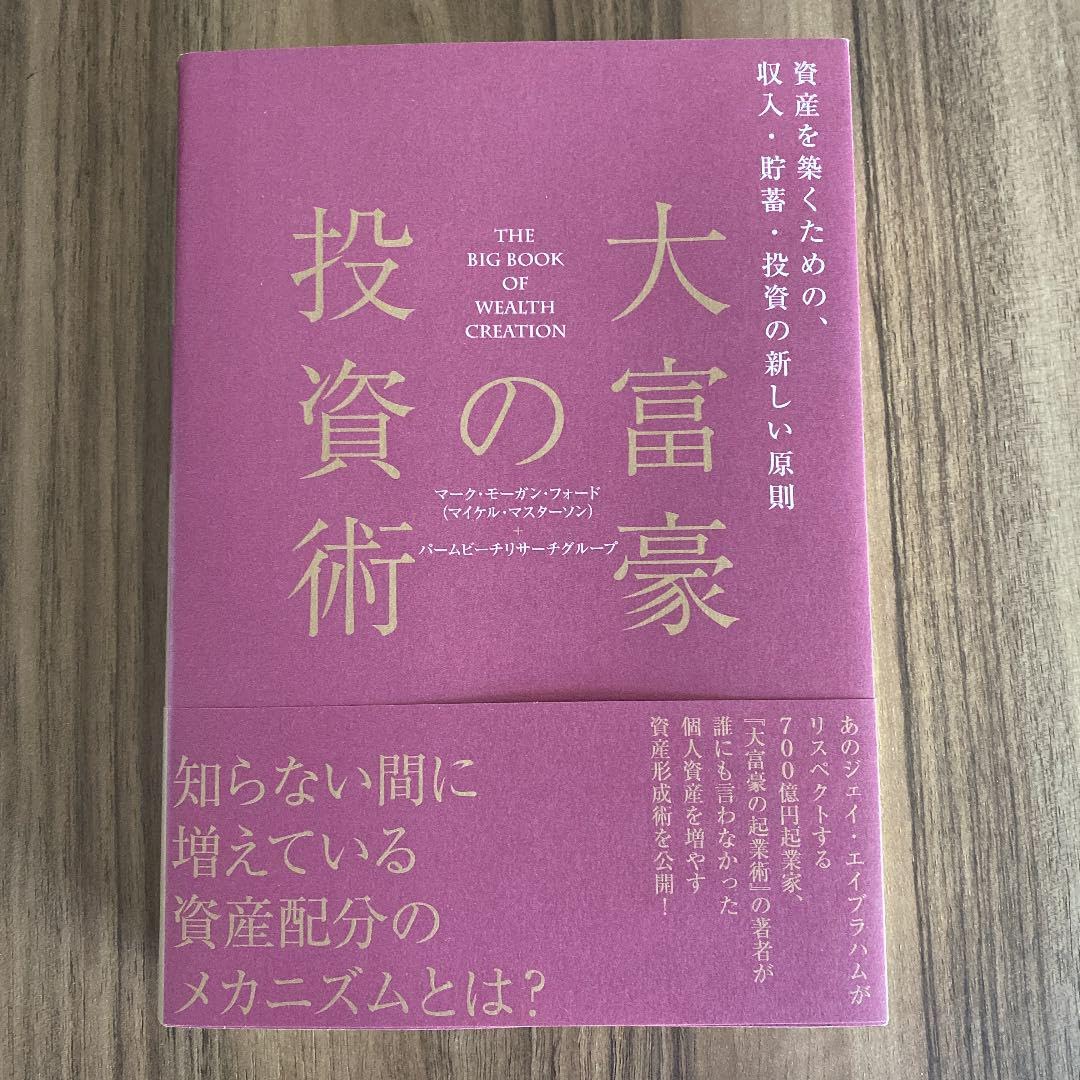 資産を築くための、
収入・貯蓄・投資の新しい原則
大富豪
の
投資術
THE
BIG BOOK
OF
WEALTH
CREATION
マーク・モーガン・フォード
(マイケル・マスターソン)
+
パームビーチリサーチグループ
あのジェイ・エイブラハムが
リスペクトする
700億円起業家、
『大富豪の起業術』の著者が
誰にも言わなかった
個人資産を増やす
資産形成術を公開!
知らない間に
増えている
資産配分の
メカニズムとは?